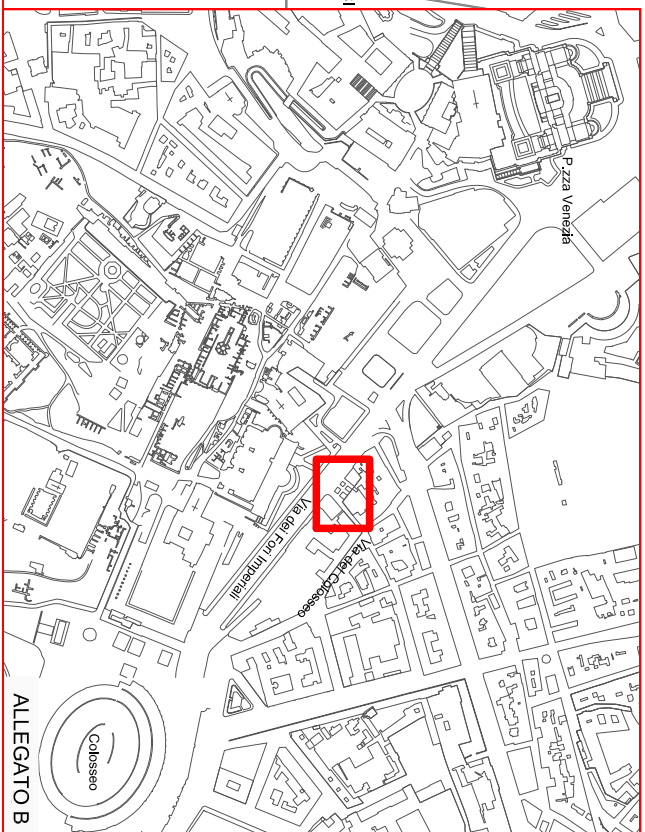 P.zza Venezia
Via dei Fori Imperiali
Via del Colosseo
Colosseo
ALLEGATO B